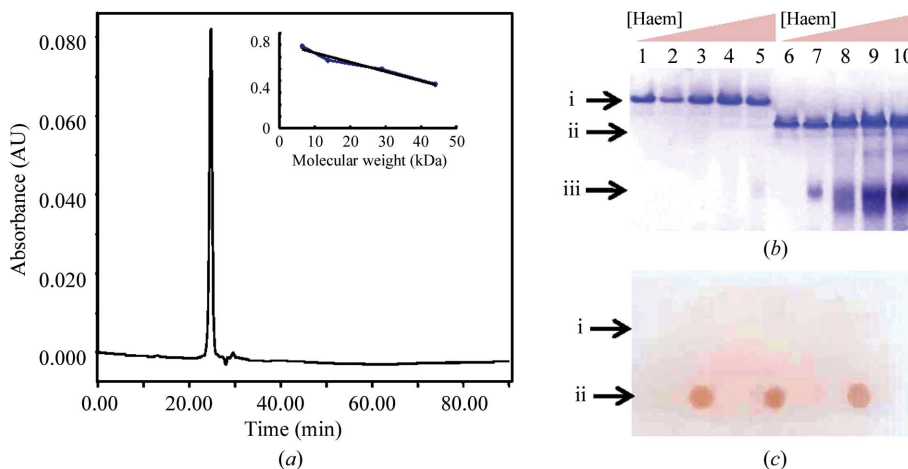 0.080
0.060
0.040
0.020
0.000
Absorbance (AU)
0.00 20.00 40.00 60.00 80.00
Time (min)
(a)
0.8
0.4
0
0 10 20 30 40 50
Molecular weight (kDa)
[Haem] [Haem]
1 2 3 4 5 6 7 8 9 10
i
ii
iii
(b)
i
ii
(c)